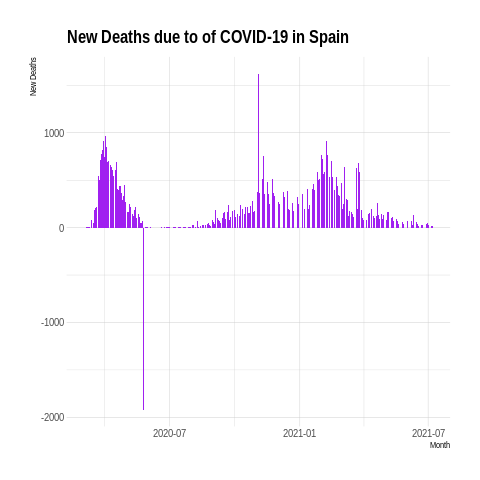 New Deaths due to of COVID-19 in Spain
New Deaths
1000
0
-1000
-2000
2020-07
2021-01
2021-07
Month